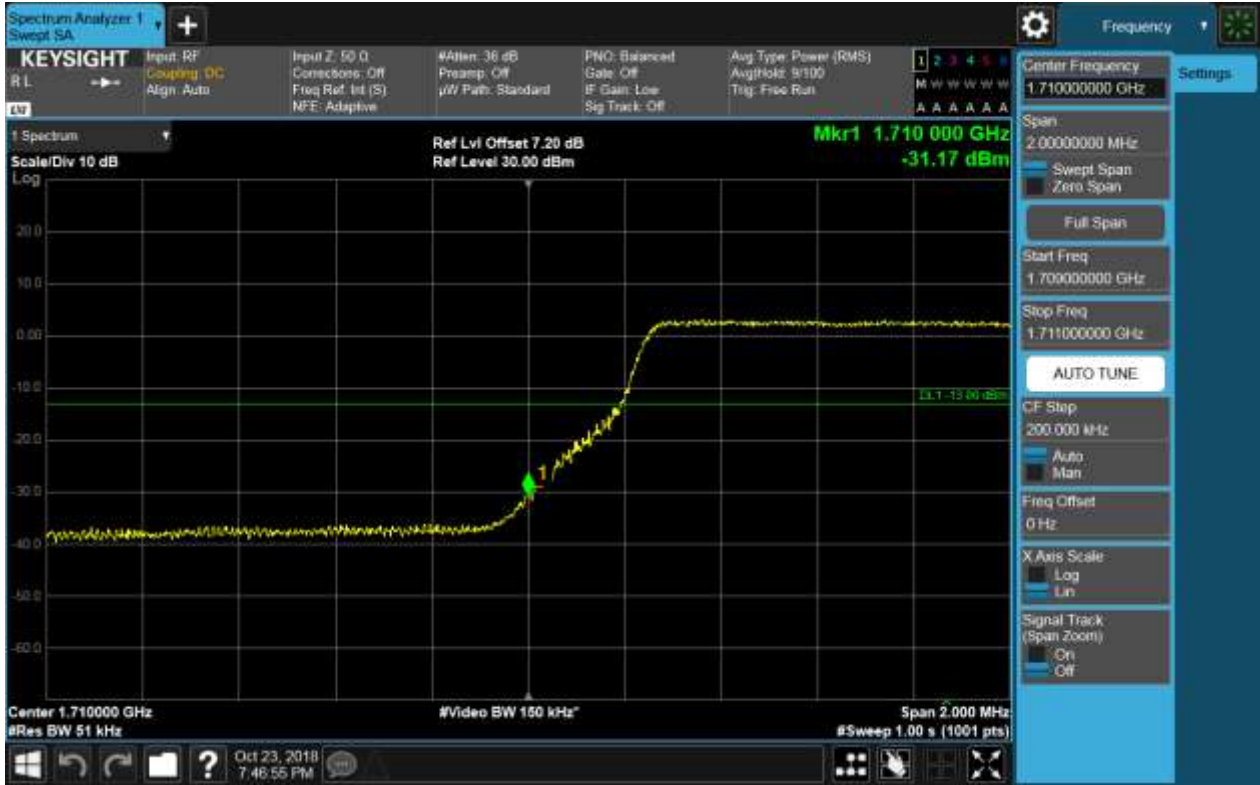 Spectrum Analyzer 1
Swept SA
Frequency
KEYSIGHT
R L
Input: RF
Coupling: DC
Align: Auto
Input Z: 50 Ω
Corrections: Off
Freq Ref: Int (S)
NFE: Adaptive
#Atten: 36 dB
Preamp: Off
µW Path: Standard
PNO: Balanced
Gate: Off
IF Gain: Low
Sig Track: Off
Avg Type: Power (RMS)
Avg|Hold: 9/100
Trig: Free Run
1 2 3 4 5 6
M W W W W W
A A A A A A
1 Spectrum
Scale/Div 10 dB
Log
Ref Lvl Offset 7.20 dB
Ref Level 30.00 dBm
Mkr1 1.710 000 GHz
-31.17 dBm
20.0
10.0
0.00
-10.0
-20.0
-30.0
-40.0
-50.0
-60.0
DL1 -13.00 dBm
1
Center 1.710000 GHz
#Res BW 51 kHz
#Video BW 150 kHz*
Span 2.000 MHz
#Sweep 1.00 s (1001 pts)
Oct 23, 2018
7:46:55 PM
?
Center Frequency
1.710000000 GHz
Settings
Span
2.00000000 MHz
Swept Span
Zero Span
Full Span
Start Freq
1.709000000 GHz
Stop Freq
1.711000000 GHz
AUTO TUNE
CF Step
200.000 kHz
Auto
Man
Freq Offset
0 Hz
X Axis Scale
Log
Lin
Signal Track
(Span Zoom)
On
Off